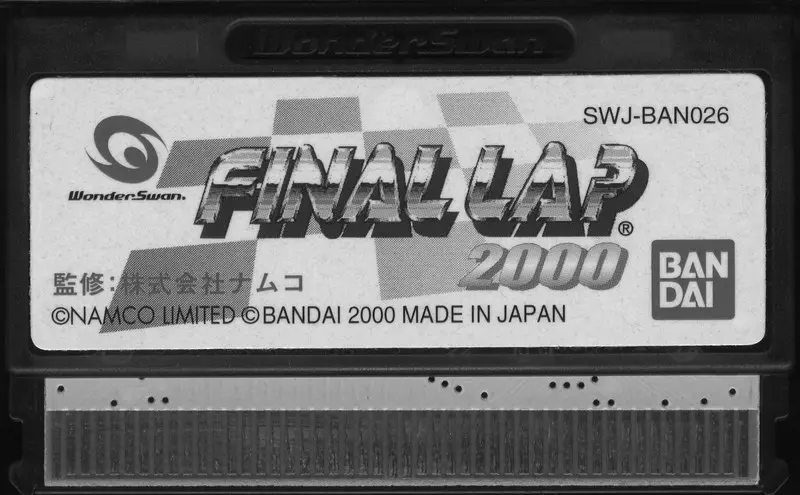 WonderSwan
SWJ-BAN026
WonderSwan.
FINAL LAP®
2000
監修:株式会社ナムコ
BAN
DAI
©NAMCO LIMITED ©BANDAI 2000 MADE IN JAPAN